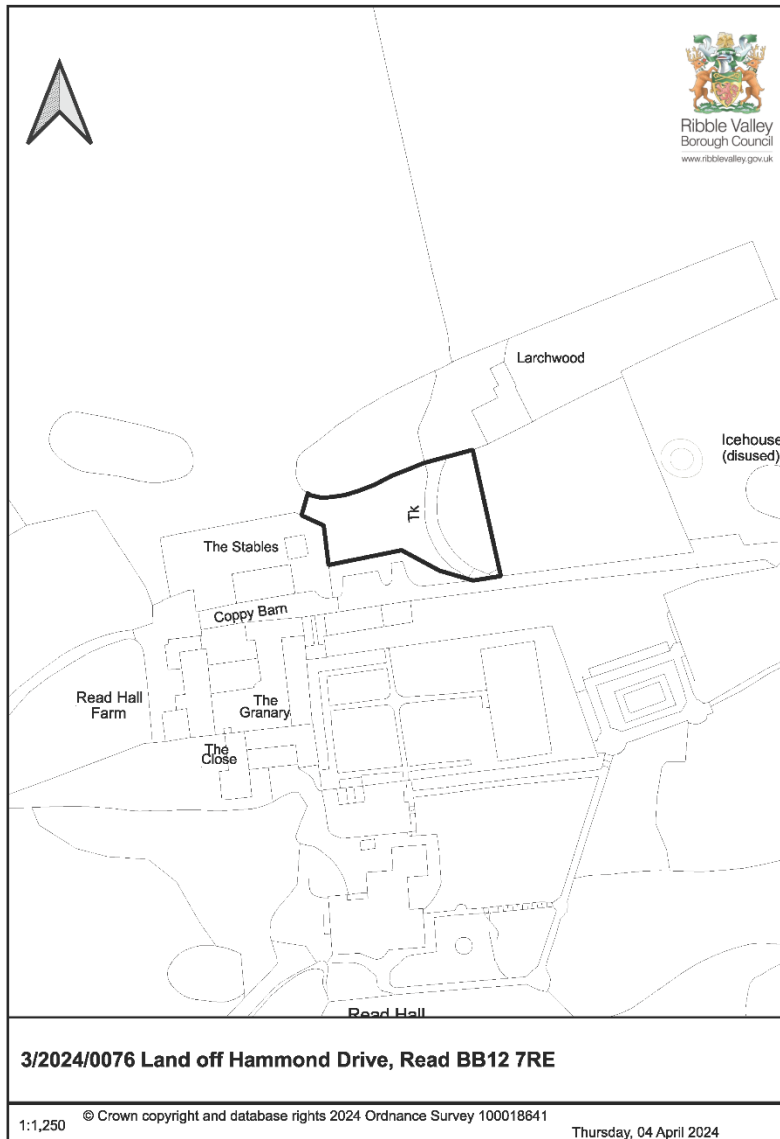 Ribble Valley
Borough Council
www.ribblevalley.gov.uk
Larchwood
Icehouse
(disused)
Tk
The Stables
Coppy Barn
Read Hall
Farm
The
Granary
The
Close
Read Hall
3/2024/0076 Land off Hammond Drive, Read BB12 7RE
1:1,250
© Crown copyright and database rights 2024 Ordnance Survey 100018641
Thursday, 04 April 2024